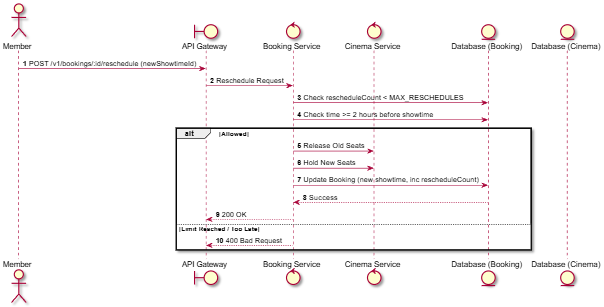 Member
API Gateway
Booking Service
Cinema Service
Database (Booking)
Database (Cinema)
1 POST /v1/bookings/:id/reschedule (newShowtimeId)
2 Reschedule Request
3 Check rescheduleCount < MAX_RESCHEDULES
4 Check time >= 2 hours before showtime
alt [Allowed]
5 Release Old Seats
6 Hold New Seats
7 Update Booking (new showtime, inc rescheduleCount)
8 Success
9 200 OK
[Limit Reached / Too Late]
10 400 Bad Request
Member
API Gateway
Booking Service
Cinema Service
Database (Booking)
Database (Cinema)